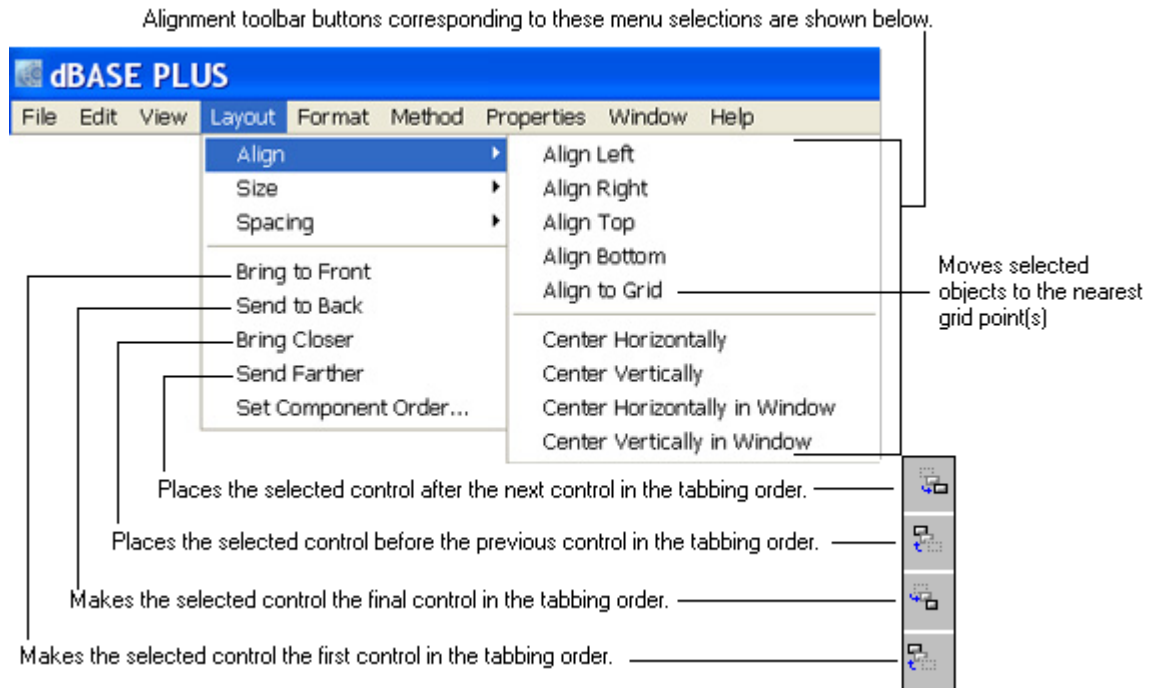 Alignment toolbar buttons corresponding to these menu selections are shown below.
dBASE PLUS
File Edit View Layout Format Method Properties Window Help
Align
Size
Spacing
Bring to Front
Send to Back
Bring Closer
Send Farther
Set Component Order...
Align Left
Align Right
Align Top
Align Bottom
Align to Grid
Center Horizontally
Center Vertically
Center Horizontally in Window
Center Vertically in Window
Moves selected
objects to the nearest
grid point(s)
Places the selected control after the next control in the tabbing order.
Places the selected control before the previous control in the tabbing order.
Makes the selected control the final control in the tabbing order.
Makes the selected control the first control in the tabbing order.